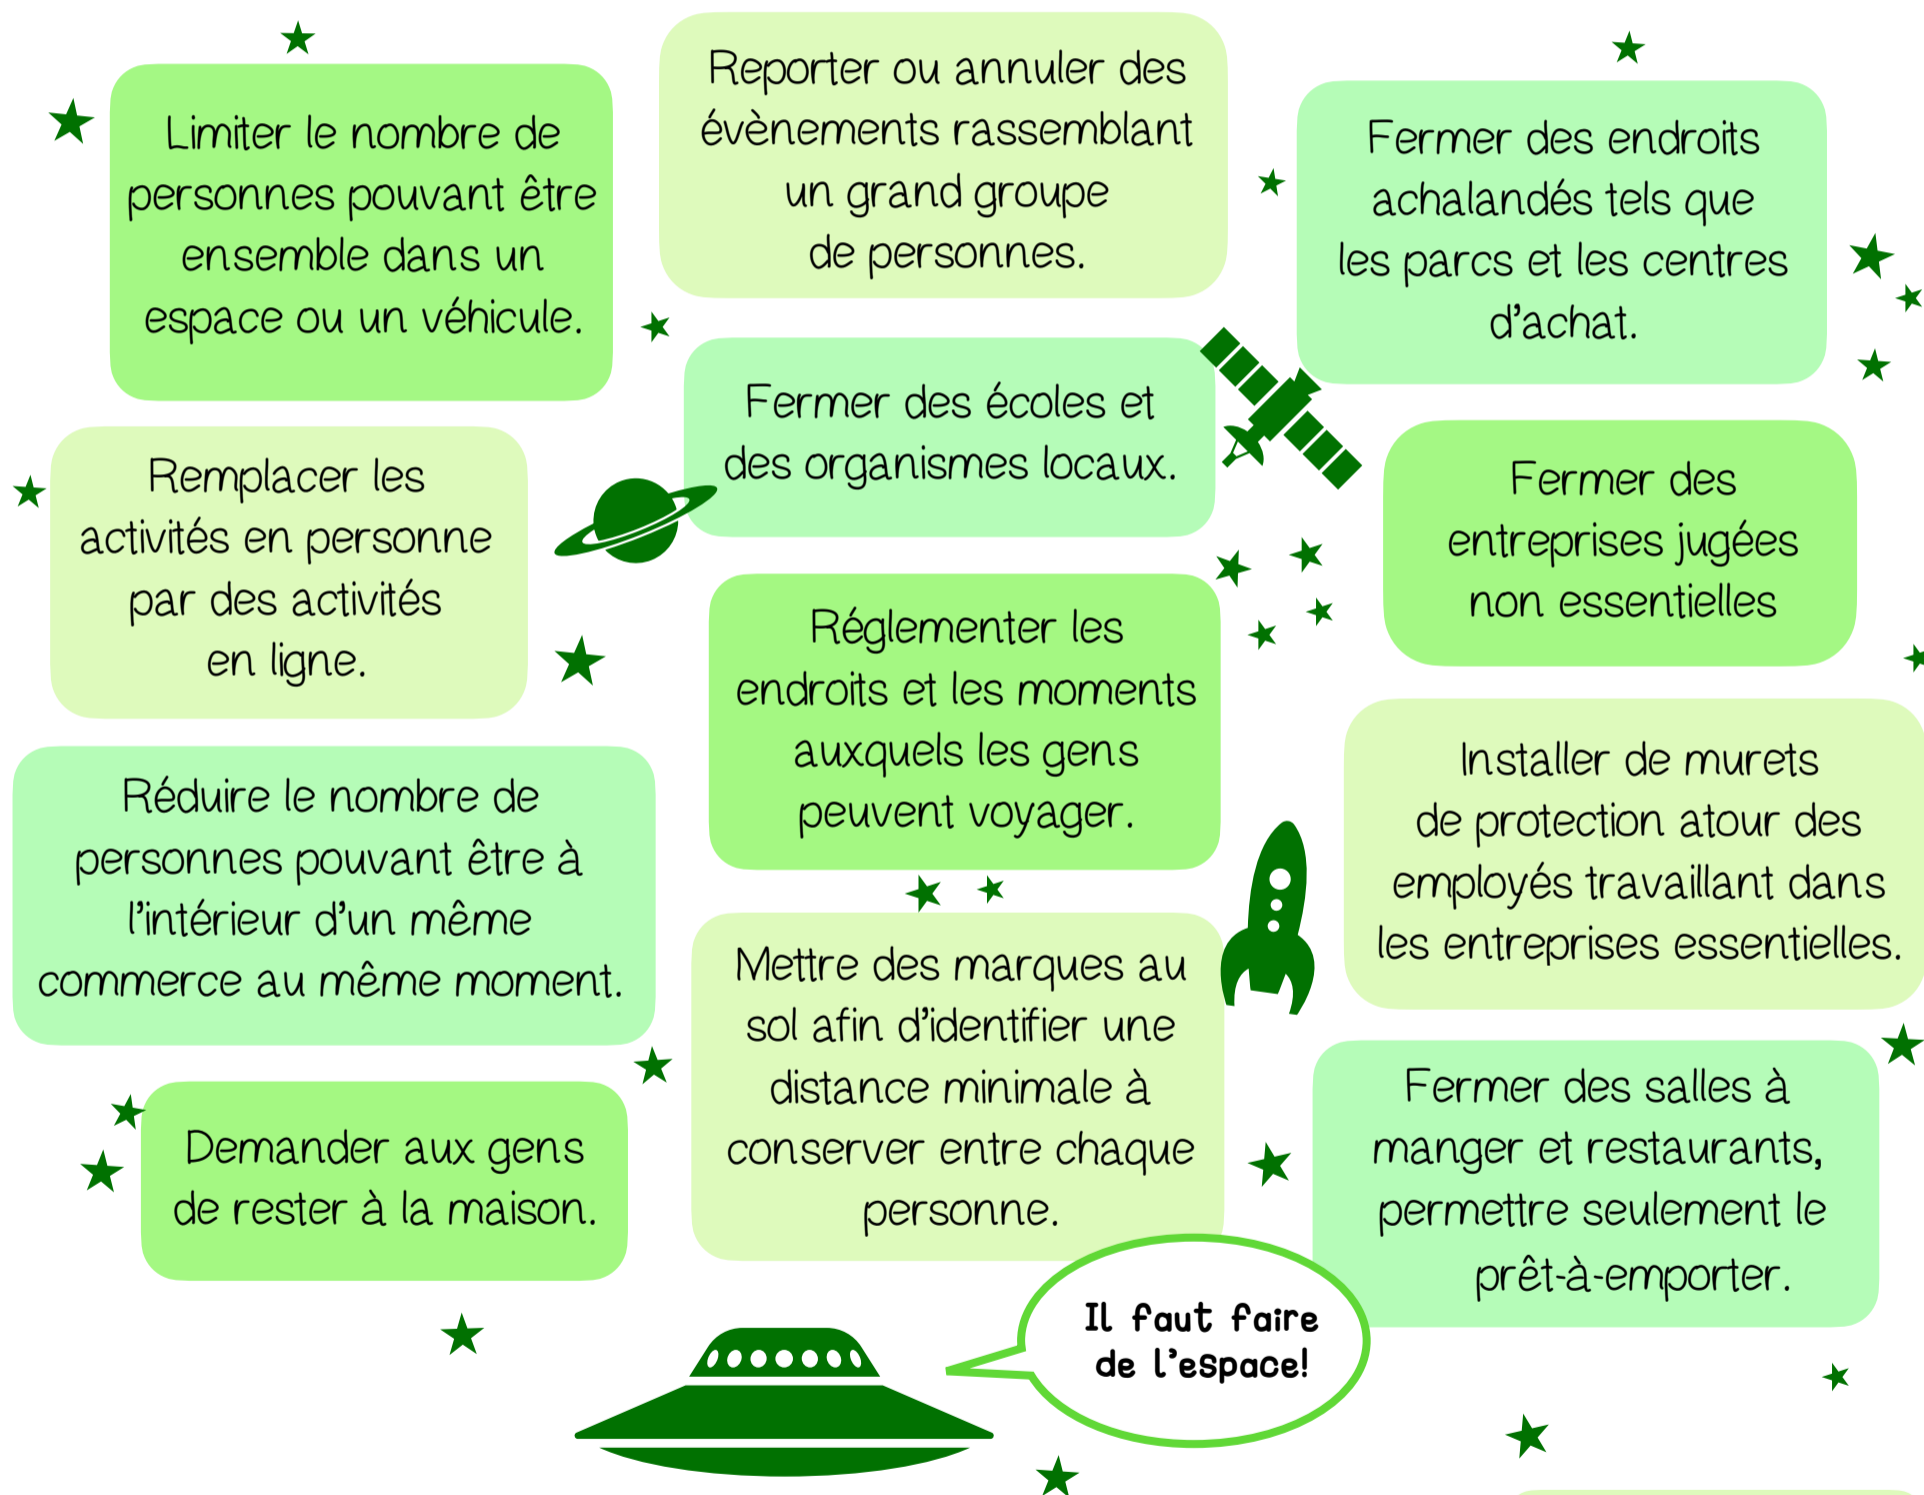 Limiter le nombre de
personnes pouvant être
ensemble dans un
espace ou un véhicule.
Reporter ou annuler des
évènements rassemblant
un grand groupe
de personnes.
Fermer des endroits
achalandés tels que
les parcs et les centres
d'achat.
Fermer des écoles et
des organismes locaux.
Remplacer les
activités en personne
par des activités
en ligne.
Fermer des
entreprises jugées
non essentielles
Réglementer les
endroits et les moments
auxquels les gens
peuvent voyager.
Installer de murets
de protection atour des
employés travaillant dans
les entreprises essentielles.
Réduire le nombre de
personnes pouvant être à
l'intérieur d'un même
commerce au même moment.
Mettre des marques au
sol afin d'identifier une
distance minimale à
conserver entre chaque
personne.
Fermer des salles à
manger et restaurants,
permettre seulement le
prêt-à-emporter.
Demander aux gens
de rester à la maison.
Il faut faire
de l'espace!